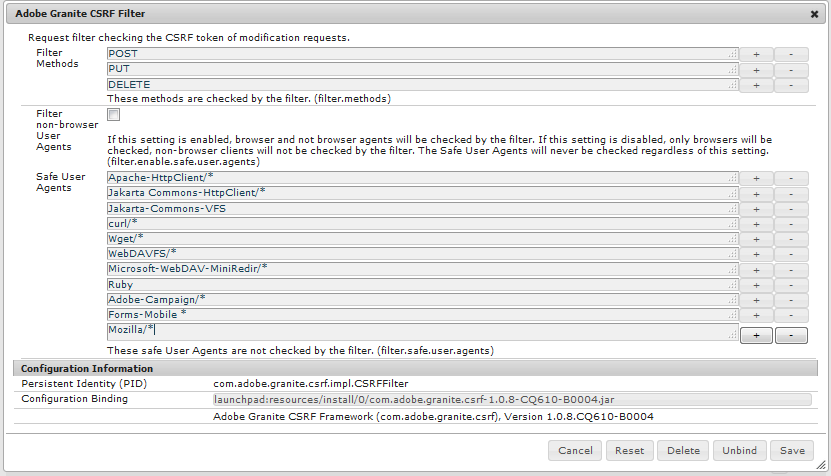 Adobe Granite CSRF Filter
Request filter checking the CSRF token of modification requests.
Filter Methods
POST
+ -
PUT
+ -
DELETE
+ -
These methods are checked by the filter. (filter.methods)
Filter
non-browser
User
Agents
If this setting is enabled, browser and not browser agents will be checked by the filter. If this setting is disabled, only browsers will be
checked, non-browser clients will not be checked by the filter. The Safe User Agents will never be checked regardless of this setting.
(filter.enable.safe.user.agents)
Safe User
Agents
Apache-HttpClient/*
+ -
Jakarta Commons-HttpClient/*
+ -
Jakarta-Commons-VFS
+ -
curl/*
+ -
Wget/*
+ -
WebDAVFS/*
+ -
Microsoft-WebDAV-MiniRedir/*
+ -
Ruby
+ -
Adobe-Campaign/*
+ -
Forms-Mobile *
+ -
Mozilla/*
+ -
These safe User Agents are not checked by the filter. (filter.safe.user.agents)
Configuration Information
Persistent Identity (PID) com.adobe.granite.csrf.impl.CSRFFilter
Configuration Binding launchpad:resources/install/0/com.adobe.granite.csrf-1.0.8-CQ610-B0004.jar
Adobe Granite CSRF Framework (com.adobe.granite.csrf), Version 1.0.8.CQ610-B0004
Cancel Reset Delete Unbind Save